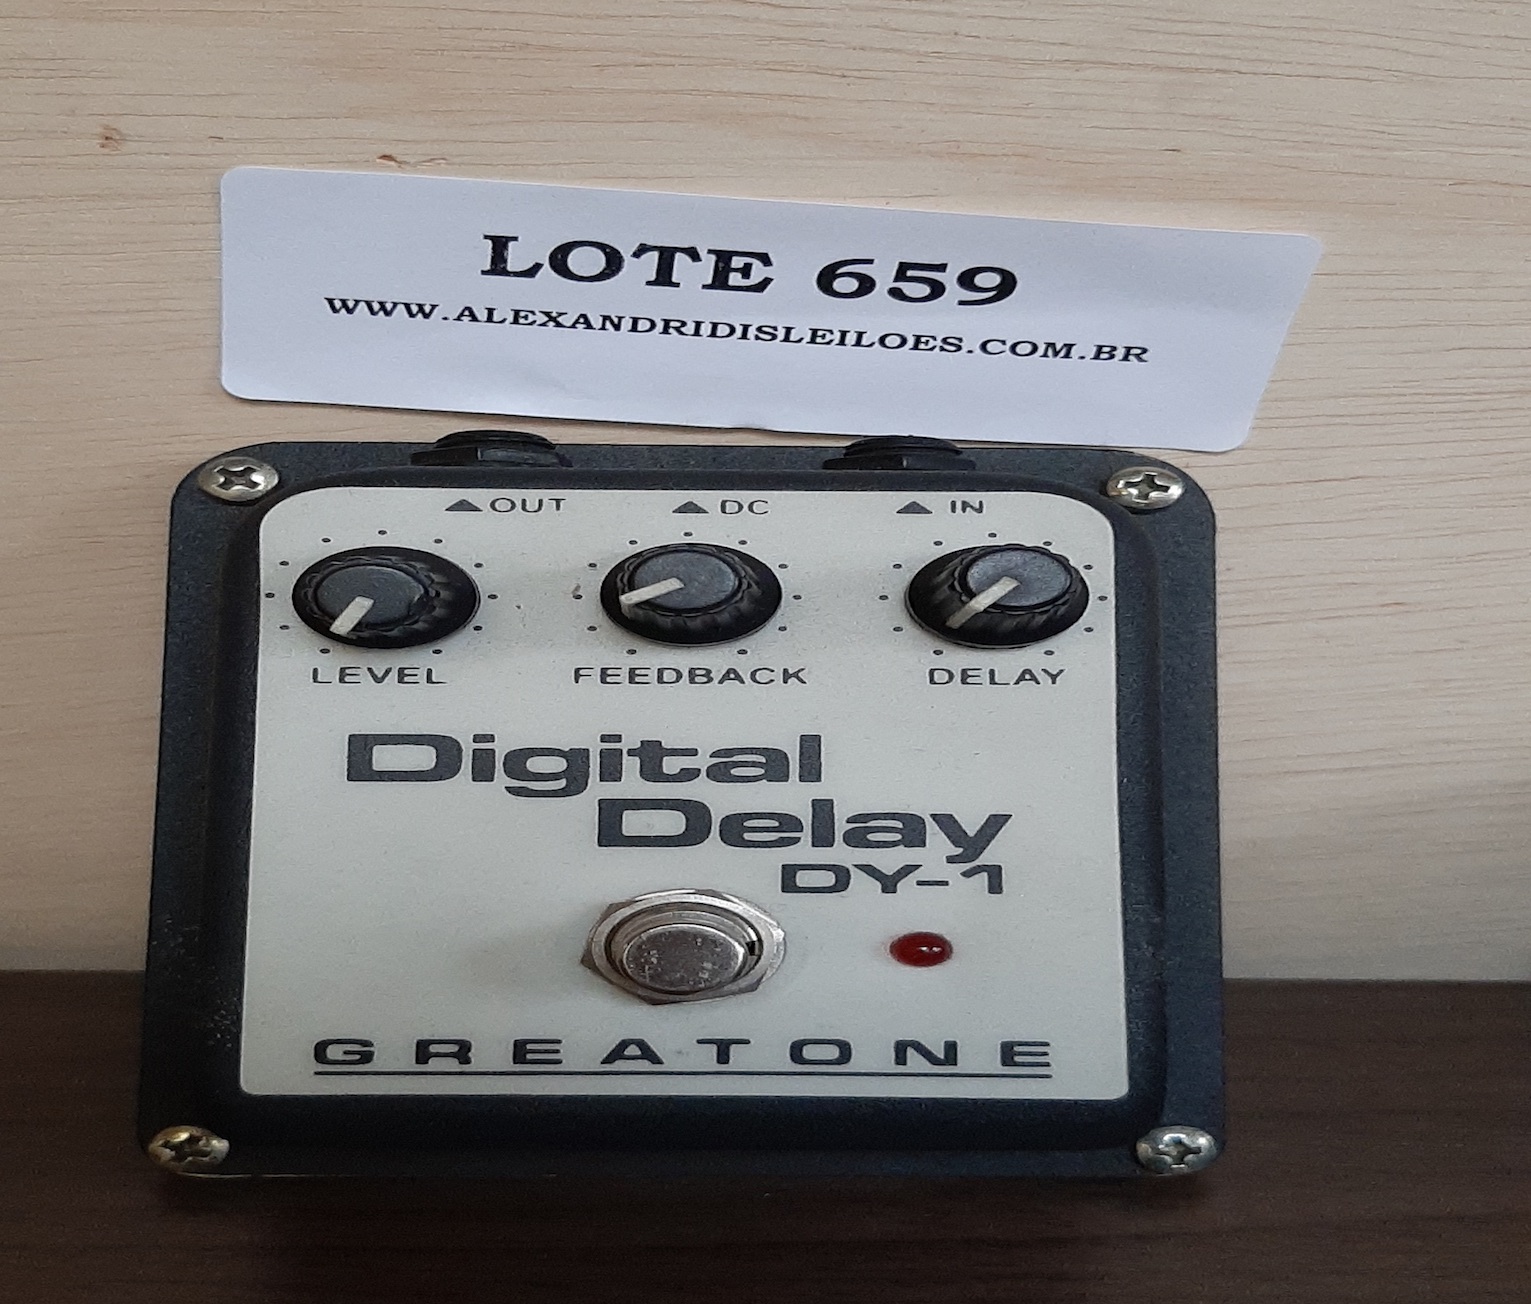 LOTE 659
WWW.ALEXANDRIDISLEILOES.COM.BR
OUT DC IN
LEVEL FEEDBACK DELAY
Digital
Delay
DY-1
GREATONE